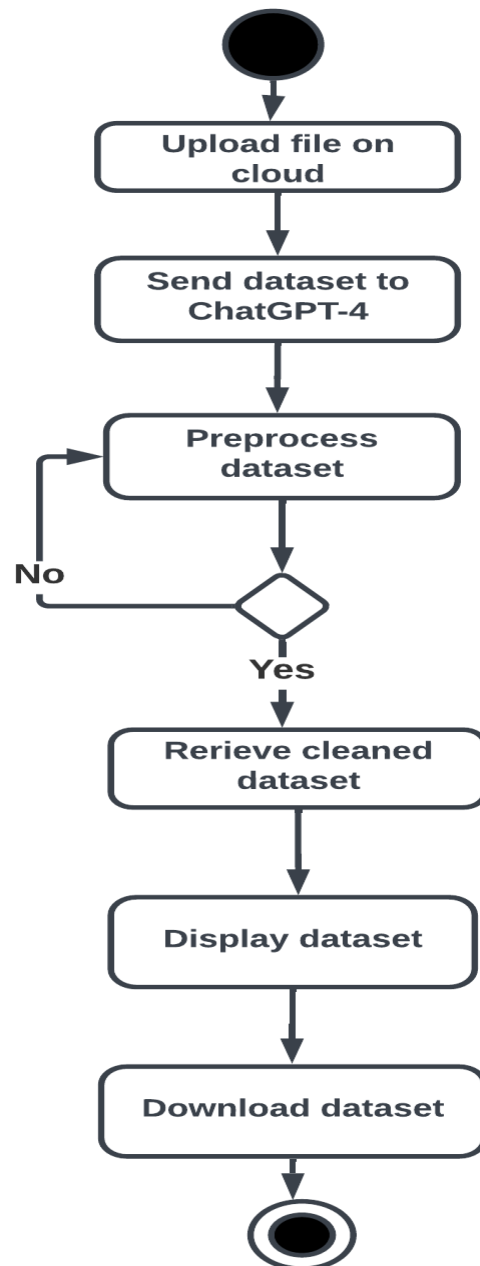 Upload file on
cloud
Send dataset to
ChatGPT-4
Preprocess
dataset
No
Yes
Rerieve cleaned
dataset
Display dataset
Download dataset